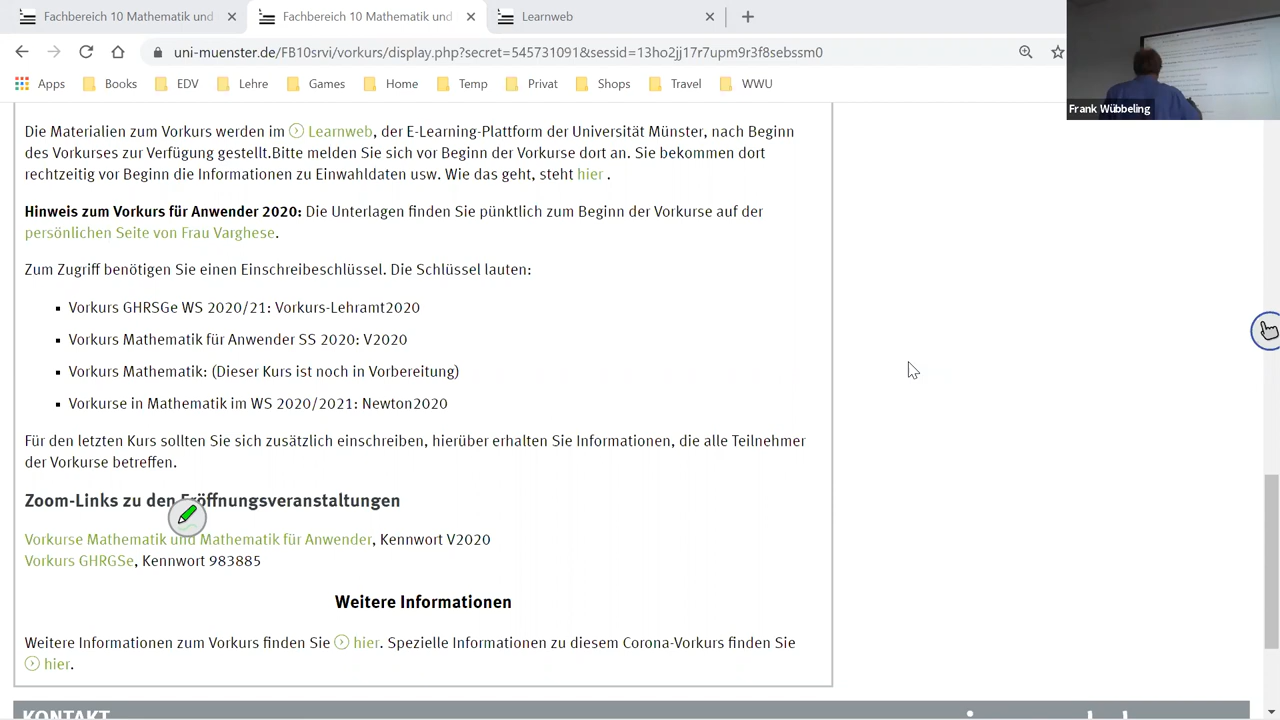 Fachbereich 10 Mathematik und
Fachbereich 10 Mathematik und
Learnweb
uni-muenster.de/FB10srvi/vorkurs/display.php?secret=545731091&sessid=13ho2jj17r7upm9r3f8sebssm0
Apps Books EDV Lehre Games Home Temp Privat Shops Travel WWU
Frank Wübbeling
Die Materialien zum Vorkurs werden im Learnweb, der E-Learning-Plattform der Universität Münster, nach Beginn
des Vorkurses zur Verfügung gestellt.Bitte melden Sie sich vor Beginn der Vorkurse dort an. Sie bekommen dort
rechtzeitig vor Beginn die Informationen zu Einwahldaten usw. Wie das geht, steht hier .
Hinweis zum Vorkurs für Anwender 2020: Die Unterlagen finden Sie pünktlich zum Beginn der Vorkurse auf der
persönlichen Seite von Frau Varghese.
Zum Zugriff benötigen Sie einen Einschreibeschlüssel. Die Schlüssel lauten:
Vorkurs GHRSGe WS 2020/21: Vorkurs-Lehramt2020
Vorkurs Mathematik für Anwender SS 2020: V2020
Vorkurs Mathematik: (Dieser Kurs ist noch in Vorbereitung)
Vorkurse in Mathematik im WS 2020/2021: Newton2020
Für den letzten Kurs sollten Sie sich zusätzlich einschreiben, hierüber erhalten Sie Informationen, die alle Teilnehmer
der Vorkurse betreffen.
Zoom-Links zu den Eröffnungsveranstaltungen
Vorkurse Mathematik und Mathematik für Anwender, Kennwort V2020
Vorkurs GHRGSe, Kennwort 983885
Weitere Informationen
Weitere Informationen zum Vorkurs finden Sie hier. Spezielle Informationen zu diesem Corona-Vorkurs finden Sie
hier.
KONTAKT